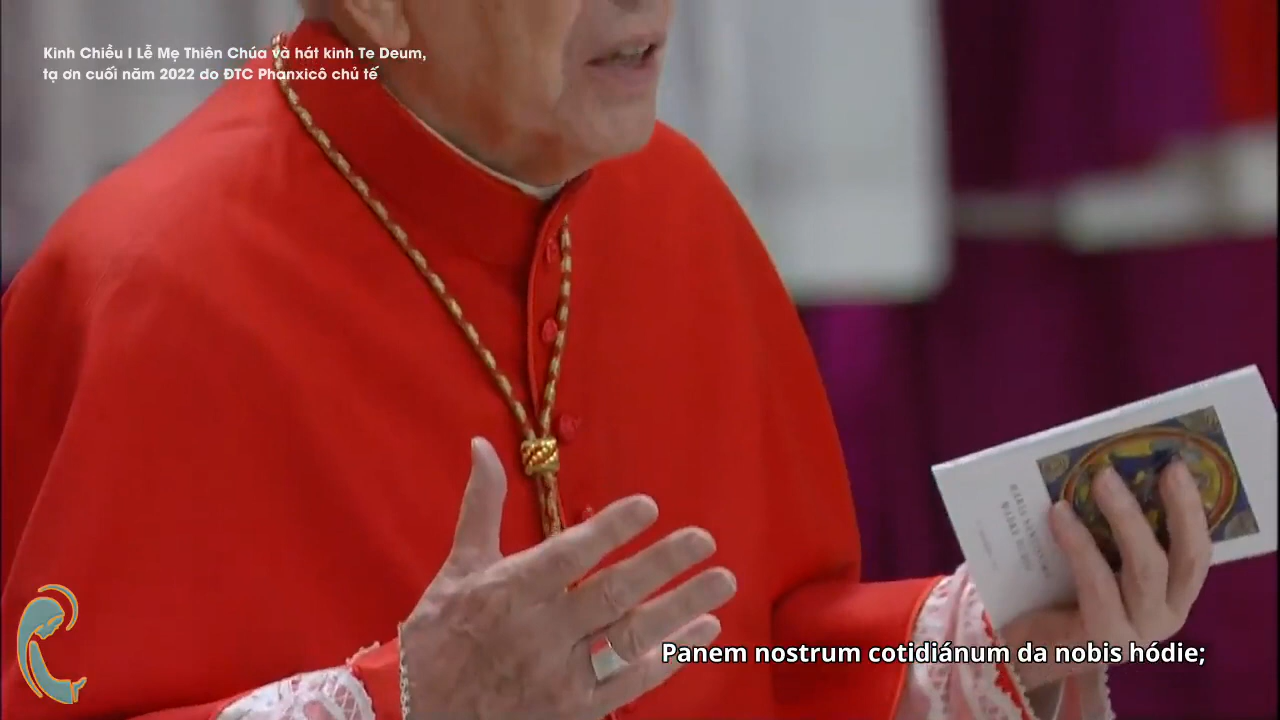 Kinh Chiều I Lễ Mẹ Thiên Chúa và hát kinh Te Deum,
tạ ơn cuối năm 2022 do ĐTC Phanxicô chủ tế
Panem nostrum cotidiánum da nobis hódie;